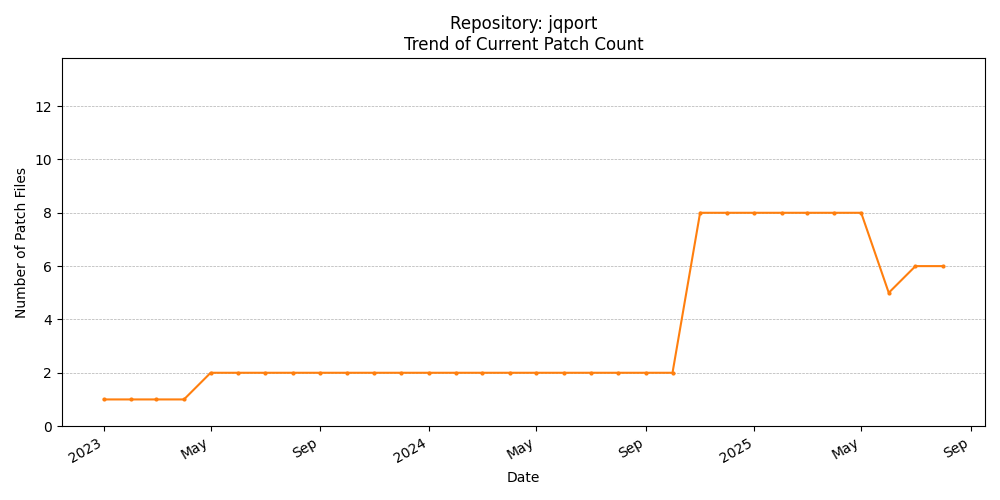 Repository: jqport
Trend of Current Patch Count
Number of Patch Files
12
10
8
6
4
2
0
2023
May
Sep
2024
May
Sep
2025
May
Sep
Date